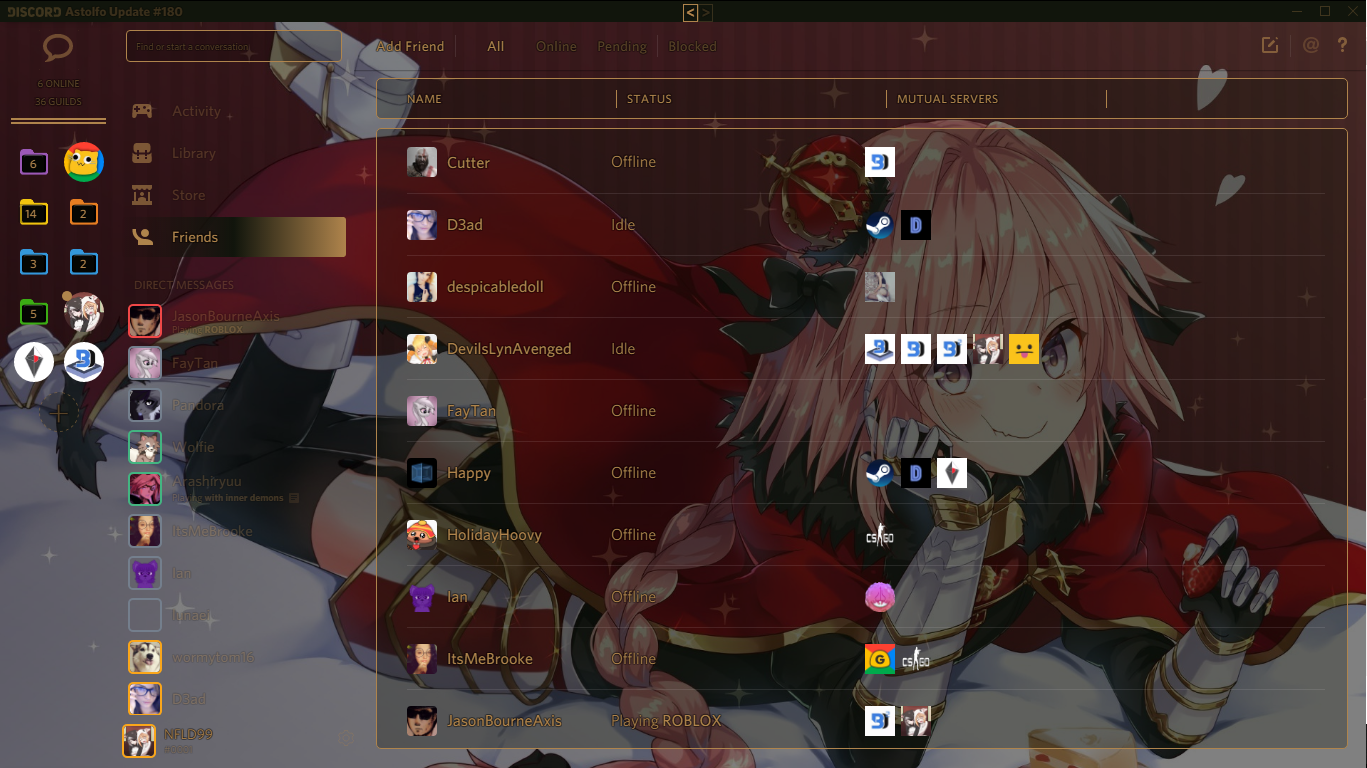 DISCORD Astolfo Update #180
< >
Find or start a conversation
Add Friend All Online Pending Blocked
@ ?
6 ONLINE
36 GUILDS
NAME STATUS MUTUAL SERVERS
Activity
Library
Store
Friends
6
14 2
3 2
5
DIRECT MESSAGES
JasonBourneAxis
Playing ROBLOX
FayTan
Pandora
Wolfie
Arashiryuu
Playing with inner demons
ItsMeBrooke
Ian
wormytom16
D3ad
NFLD99
Cutter Offline
D3ad Idle D
despicabledoll Offline
DevilsLynAvenged Idle
FayTan Offline
Happy Offline D
HolidayHoovy Offline CS GO
Ian Offline
ItsMeBrooke Offline G CS GO
JasonBourneAxis Playing ROBLOX